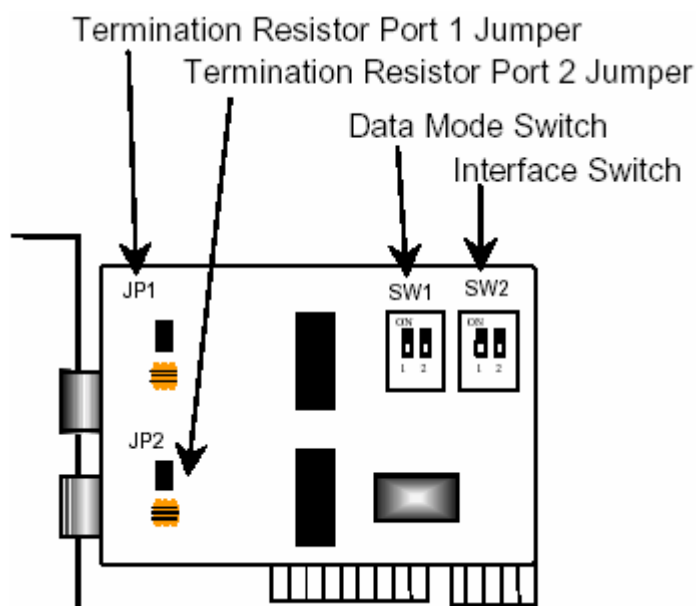 Termination Resistor Port 1 Jumper
Termination Resistor Port 2 Jumper
Data Mode Switch
Interface Switch
JP1
SW1
SW2
ON
1 2
ON
1 2
JP2